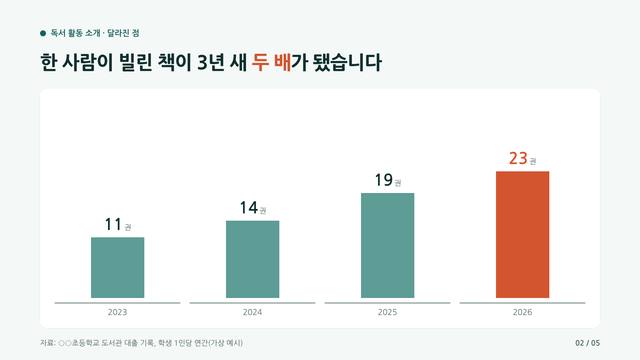 ● 독서 활동 소개 · 달라진 점
한 사람이 빌린 책이 3년 새 두 배가 됐습니다
11권
14권
19권
23권
2023
2024
2025
2026
자료: ○○초등학교 도서관 대출 기록, 학생 1인당 연간(가상 예시)
02 / 05